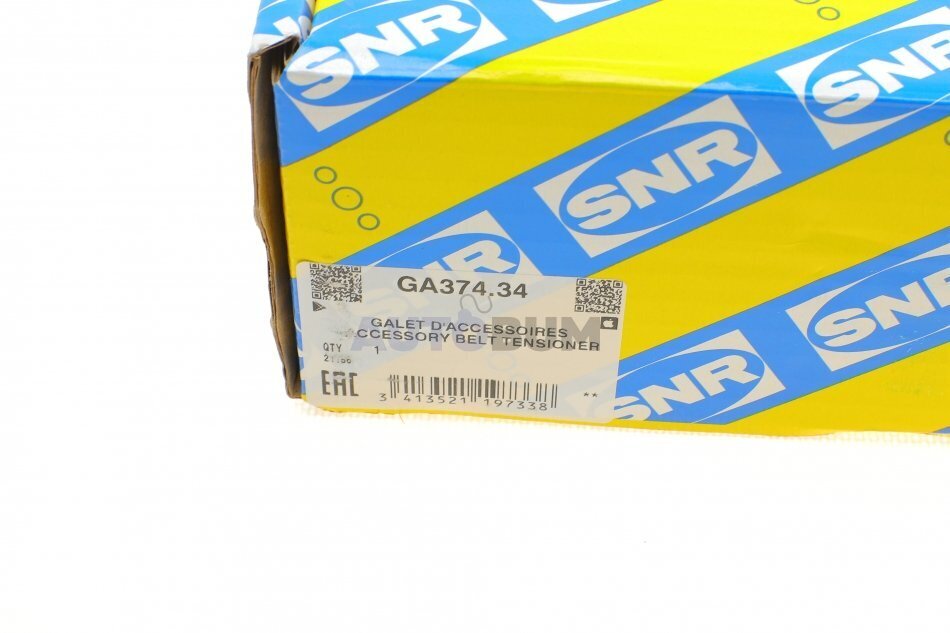 SNR
SNR
SNR
SNR
SNR
GA374.34
GALET D'ACCESSOIRES
ACCESSORY BELT TENSIONER
AUTOBUM
QTY 1
EAC
3 413521 197338
**
SNR